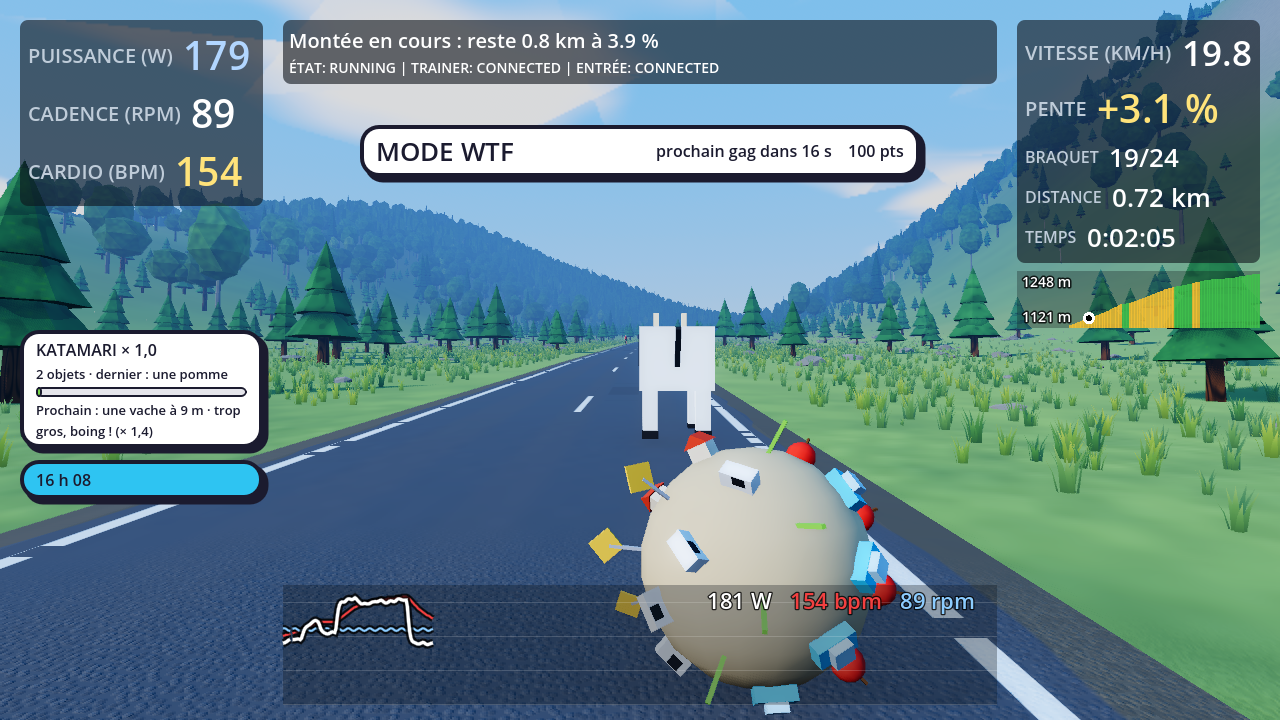 PUISSANCE (W) 179
CADENCE (RPM) 89
CARDIO (BPM) 154
Montée en cours : reste 0.8 km à 3.9 %
ÉTAT: RUNNING | TRAINER: CONNECTED | ENTRÉE: CONNECTED
MODE WTF prochain gag dans 16 s 100 pts
VITESSE (KM/H) 19.8
PENTE +3.1 %
BRAQUET 19/24
DISTANCE 0.72 km
TEMPS 0:02:05
1248 m
1121 m
KATAMARI × 1,0
2 objets · dernier : une pomme
Prochain : une vache à 9 m · trop
gros, boing ! (× 1,4)
16 h 08
181 W 154 bpm 89 rpm